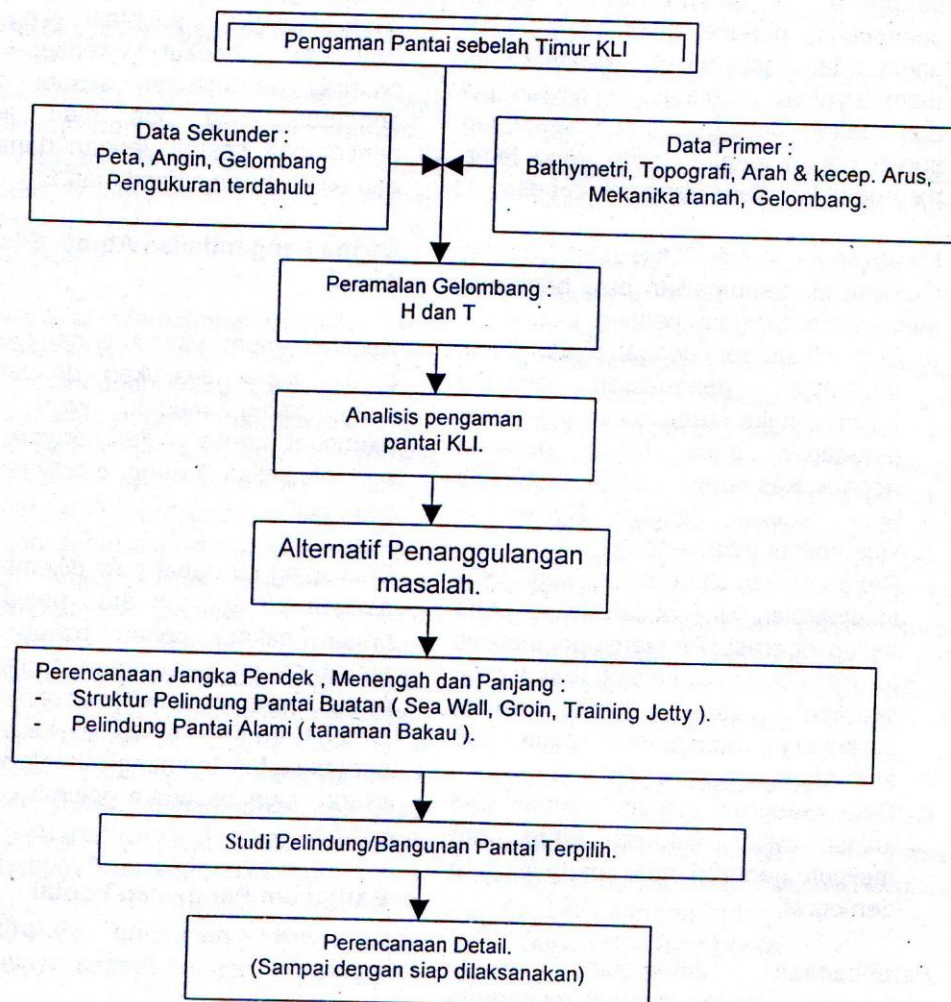 Pengaman Pantai sebelah Timur KLI
Data Sekunder :
Peta, Angin, Gelombang
Pengukuran terdahulu
Data Primer :
Bathymetri, Topografi, Arah & kecep. Arus,
Mekanika tanah, Gelombang.
Peramalan Gelombang :
H dan T
Analisis pengaman
pantai KLI.
Alternatif Penanggulangan
masalah.
Perencanaan Jangka Pendek , Menengah dan Panjang :
- Struktur Pelindung Pantai Buatan ( Sea Wall, Groin, Training Jetty ).
- Pelindung Pantai Alami ( tanaman Bakau ).
Studi Pelindung/Bangunan Pantai Terpilih.
Perencanaan Detail.
(Sampai dengan siap dilaksanakan)